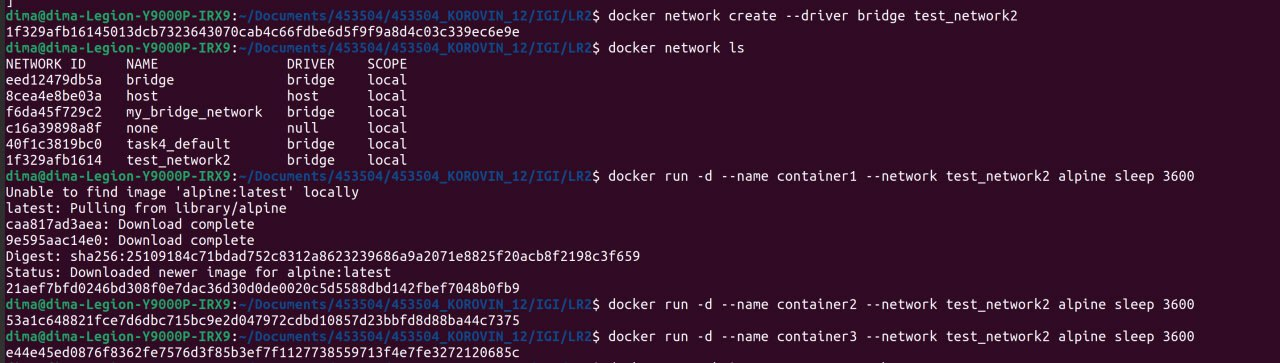 ]
dima@dima-Legion-Y9000P-IRX9:~/Documents/453504/453504_KOROVIN_12/IGI/LR2$ docker network create --driver bridge test_network2
1f329afb16145013dcb7323643070cab4c66fdbe6d5f9f9a8d4c03c339ec6e9e
dima@dima-Legion-Y9000P-IRX9:~/Documents/453504/453504_KOROVIN_12/IGI/LR2$ docker network ls
NETWORK ID     NAME                DRIVER    SCOPE
eed12479db5a   bridge              bridge    local
8cea4e8be03a   host                host      local
f6da45f729c2   my_bridge_network   bridge    local
c16a39898a8f   none                null      local
40f1c3819bc0   task4_default       bridge    local
1f329afb1614   test_network2       bridge    local
dima@dima-Legion-Y9000P-IRX9:~/Documents/453504/453504_KOROVIN_12/IGI/LR2$ docker run -d --name container1 --network test_network2 alpine sleep 3600
Unable to find image 'alpine:latest' locally
latest: Pulling from library/alpine
caa817ad3aea: Download complete
9e595aac14e0: Download complete
Digest: sha256:25109184c71bdad752c8312a8623239686a9a2071e8825f20acb8f2198c3f659
Status: Downloaded newer image for alpine:latest
21aef7bfd0246bd308f0e7dac36d30d0de0020c5d5588dbd142fbef7048b0fb9
dima@dima-Legion-Y9000P-IRX9:~/Documents/453504/453504_KOROVIN_12/IGI/LR2$ docker run -d --name container2 --network test_network2 alpine sleep 3600
53a1c648821fce7d6dbc715bc9e2d047972cdbd10857d23bbfd8d88ba44c7375
dima@dima-Legion-Y9000P-IRX9:~/Documents/453504/453504_KOROVIN_12/IGI/LR2$ docker run -d --name container3 --network test_network2 alpine sleep 3600
e44e45ed0876f8362fe7576d3f85b3ef7f1127738559713f4e7fe3272120685c